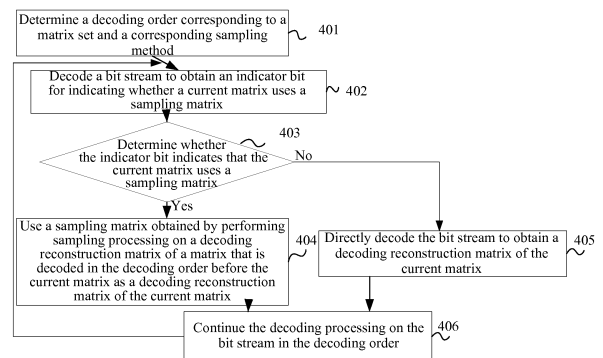 Determine a decoding order corresponding to a
matrix set and a corresponding sampling
method
401
Decode a bit stream to obtain an indicator bit
for indicating whether a current matrix uses a
sampling matrix
402
403
Determine whether
the indicator bit indicates that the
current matrix uses a
sampling matrix
No
Yes
Use a sampling matrix obtained by performing
sampling processing on a decoding
reconstruction matrix of a matrix that is
decoded in the decoding order before the
current matrix as a decoding reconstruction
matrix of the current matrix
404
Directly decode the bit stream to obtain a
decoding reconstruction matrix of the
current matrix
405
Continue the decoding processing on the
bit stream in the decoding order
406